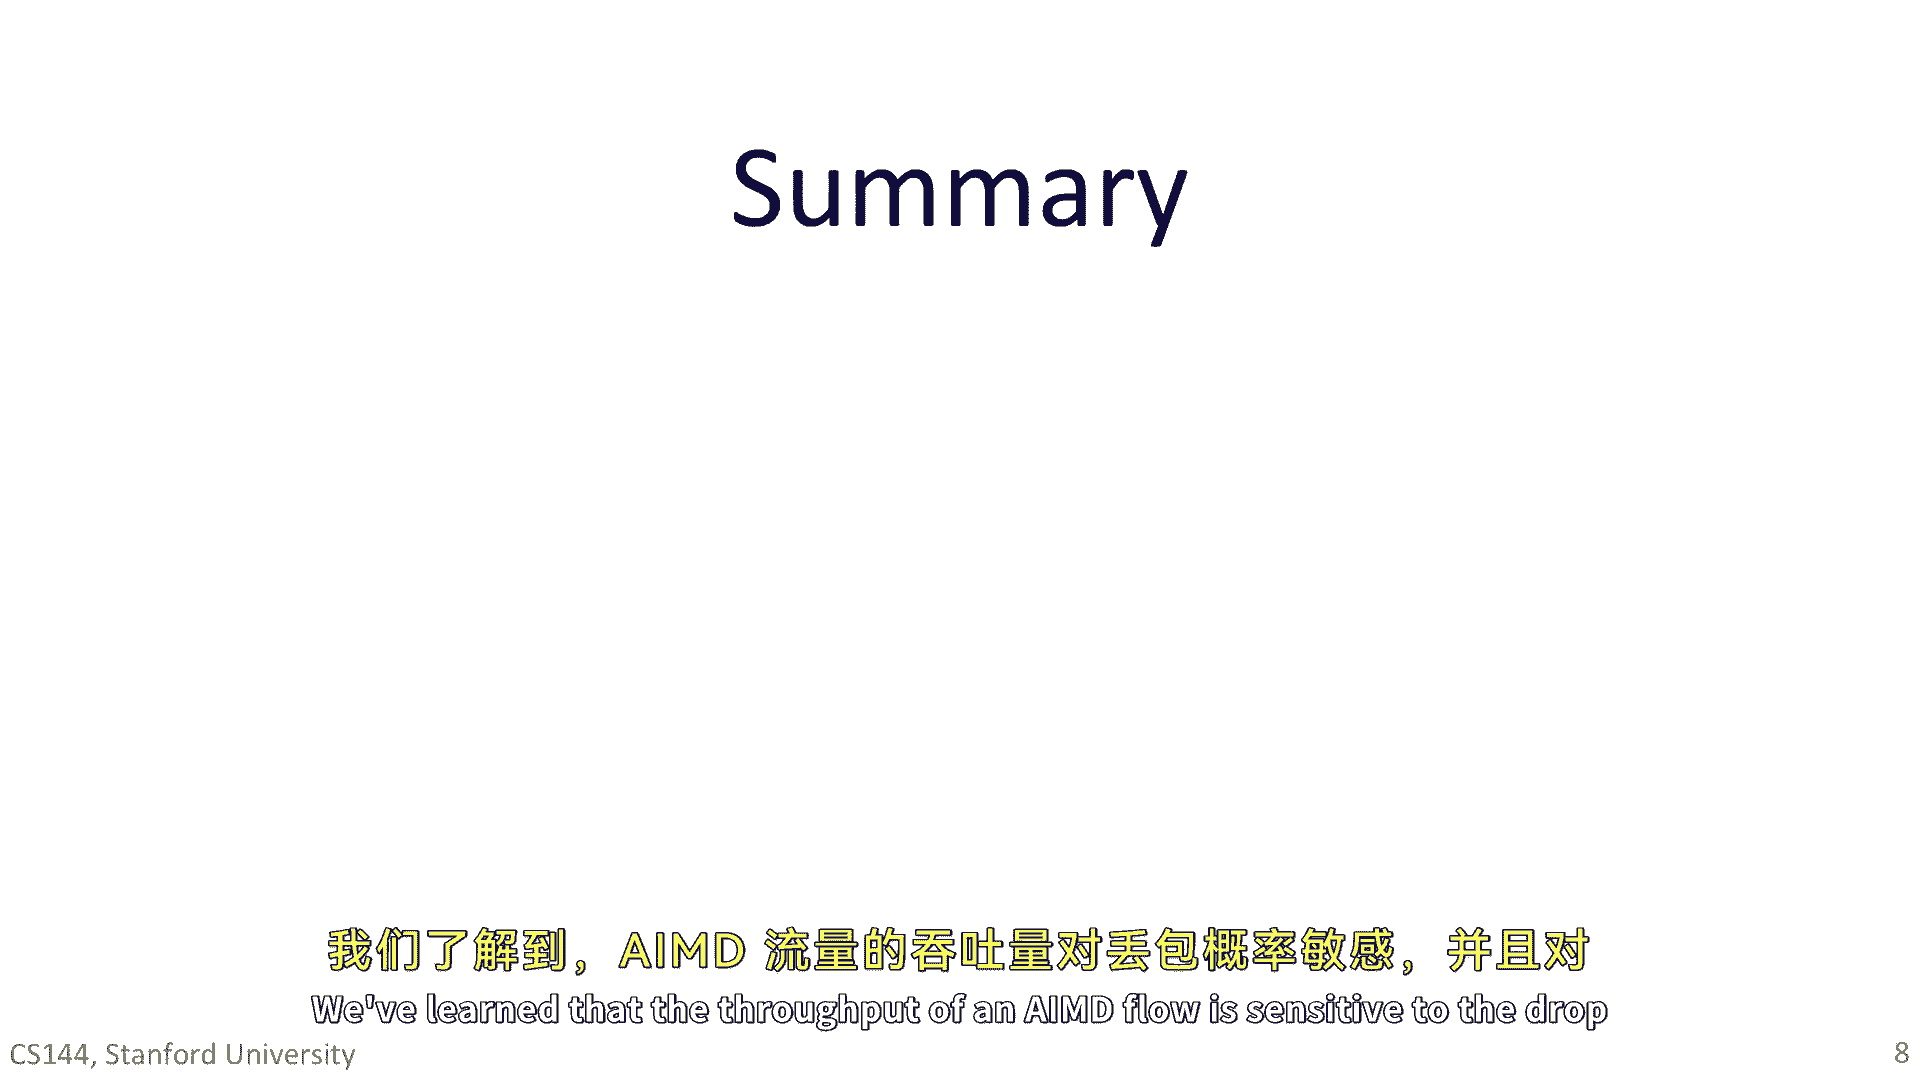 Summary
我们了解到，AIMD 流量的吞吐量对丢包概率敏感，并且对
We've learned that the throughput of an AIMD flow is sensitive to the drop
CS144, Stanford University
8